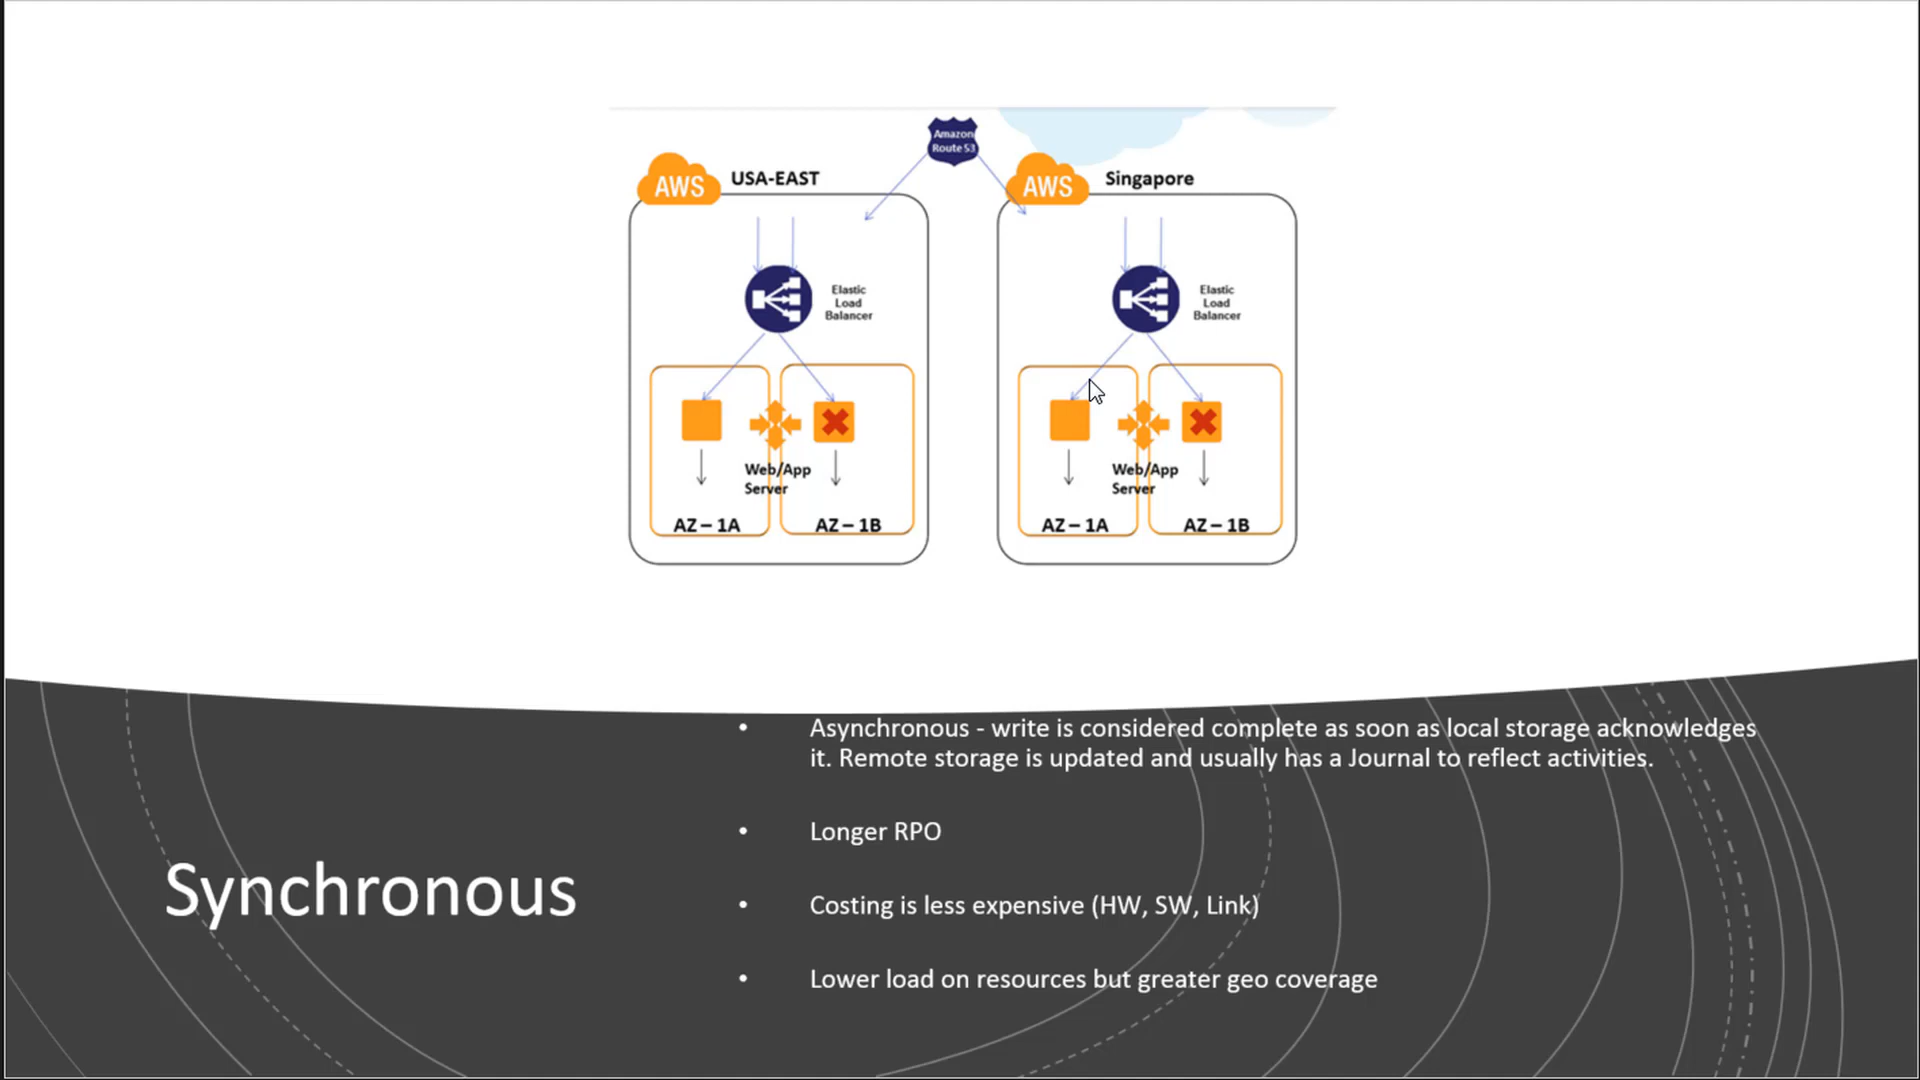 Amazon
Route 53
AWS
USA-EAST
AWS
Singapore
Elastic
Load
Balancer
Elastic
Load
Balancer
Web/App
Server
Web/App
Server
AZ – 1A
AZ – 1B
AZ – 1A
AZ – 1B
Synchronous
• Asynchronous - write is considered complete as soon as local storage acknowledges
it. Remote storage is updated and usually has a Journal to reflect activities.
• Longer RPO
• Costing is less expensive (HW, SW, Link)
• Lower load on resources but greater geo coverage